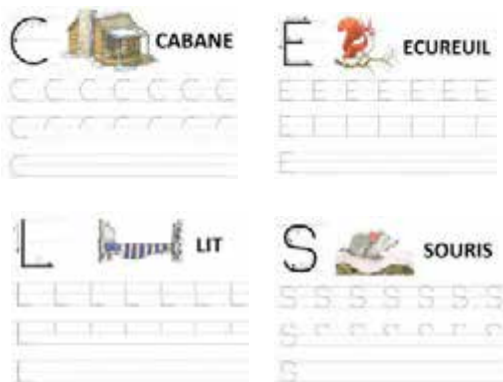 C CABANE
C C C C C C C
C
C
E ECUREUIL
E E E E E E E
E
E
L LIT
L L L L L L L
L
L
S SOURIS
S S S S S S S
S
S